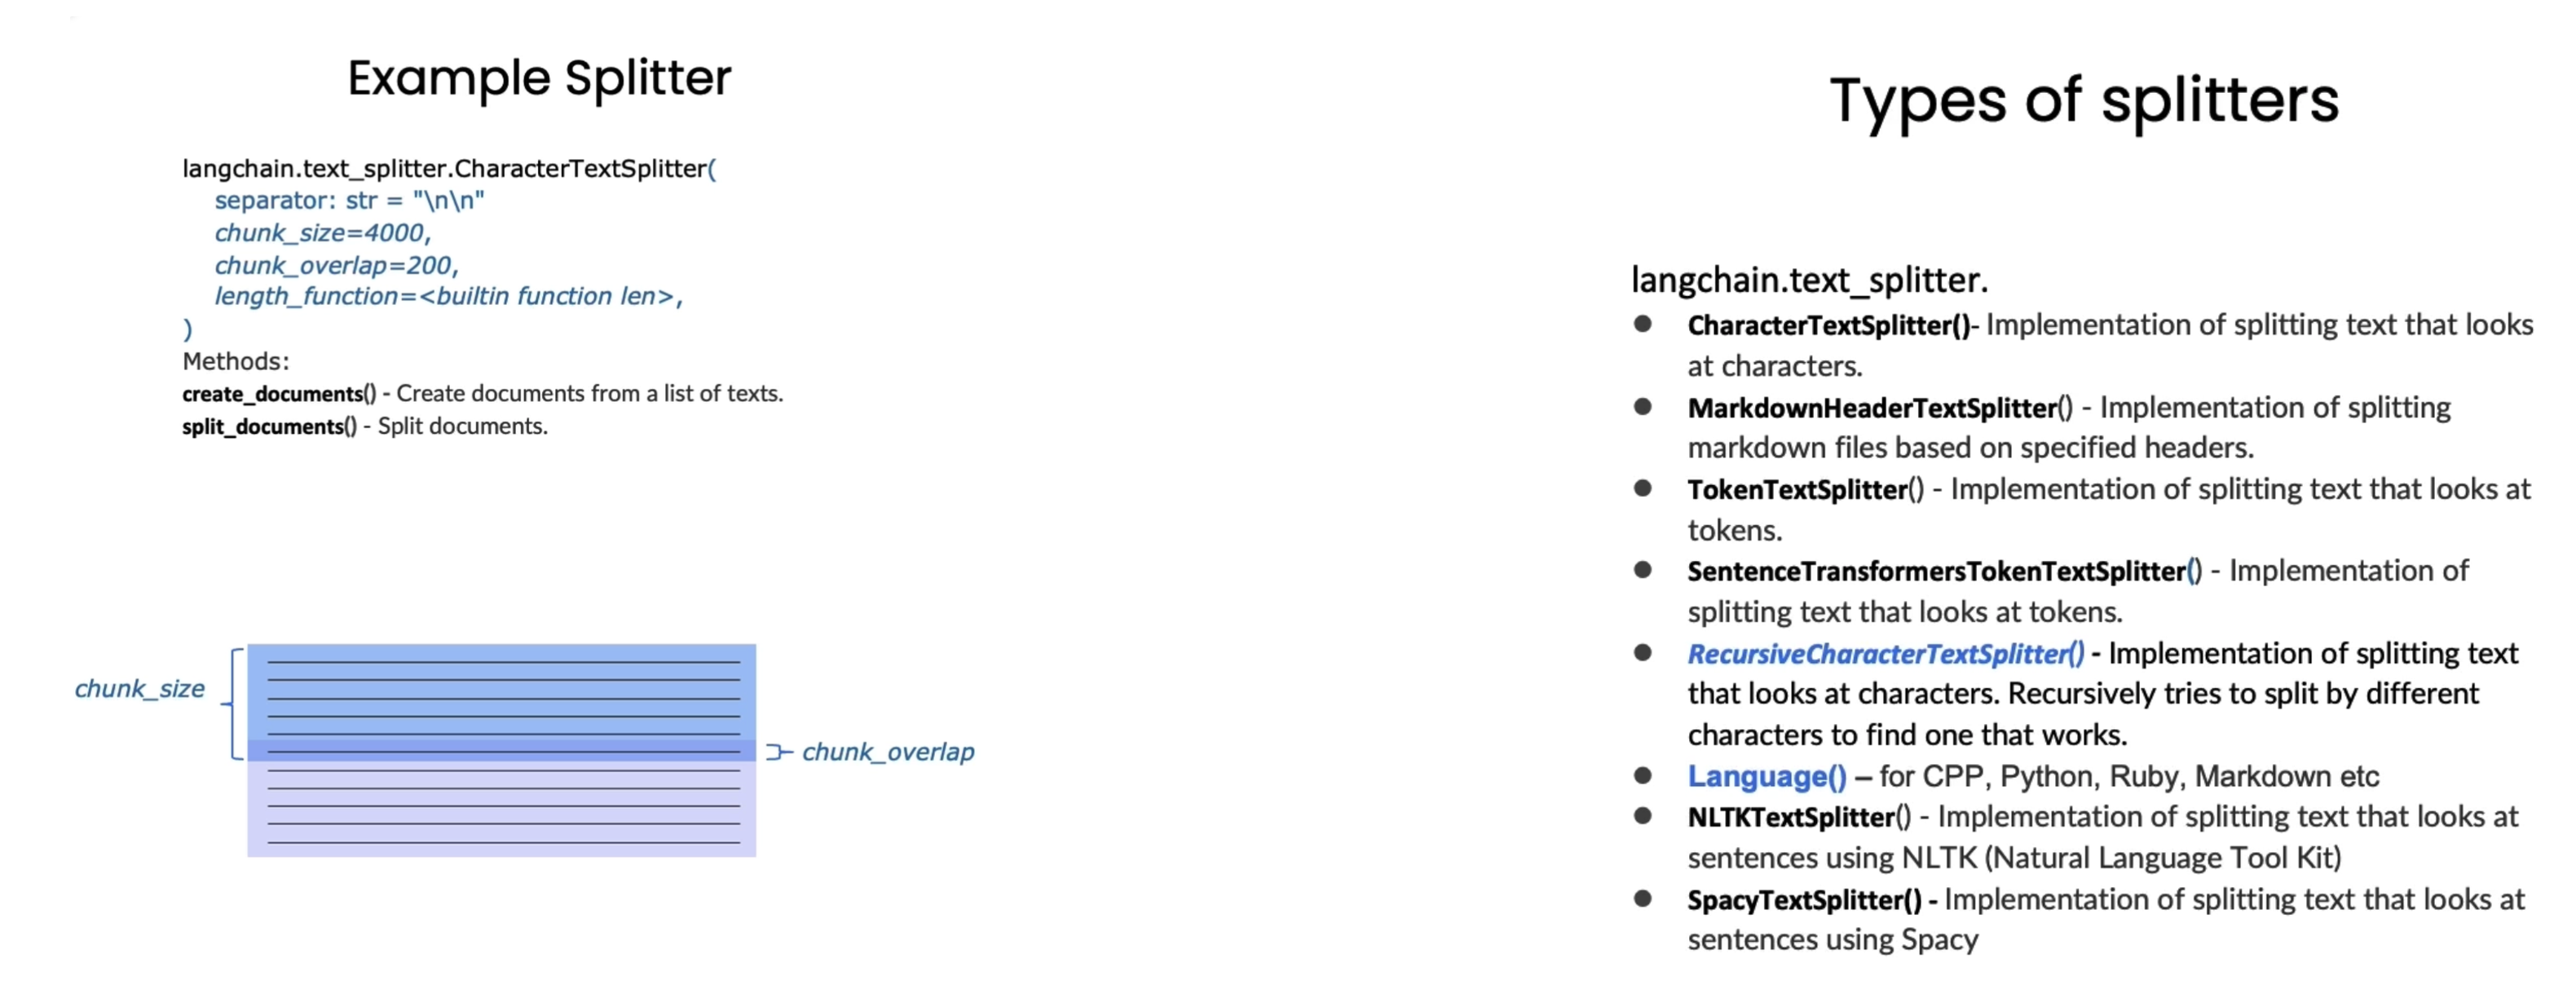 Example Splitter
langchain.text_splitter.CharacterTextSplitter(
separator: str = "\n\n"
chunk_size=4000,
chunk_overlap=200,
length_function=<builtin function len>,
)
Methods:
create_documents() - Create documents from a list of texts.
split_documents() - Split documents.
chunk_size
chunk_overlap
Types of splitters
langchain.text_splitter.
● CharacterTextSplitter()- Implementation of splitting text that looks
at characters.
● MarkdownHeaderTextSplitter() - Implementation of splitting
markdown files based on specified headers.
● TokenTextSplitter() - Implementation of splitting text that looks at
tokens.
● SentenceTransformersTokenTextSplitter() - Implementation of
splitting text that looks at tokens.
● RecursiveCharacterTextSplitter() - Implementation of splitting text
that looks at characters. Recursively tries to split by different
characters to find one that works.
● Language() – for CPP, Python, Ruby, Markdown etc
● NLTKTextSplitter() - Implementation of splitting text that looks at
sentences using NLTK (Natural Language Tool Kit)
● SpacyTextSplitter() - Implementation of splitting text that looks at
sentences using Spacy